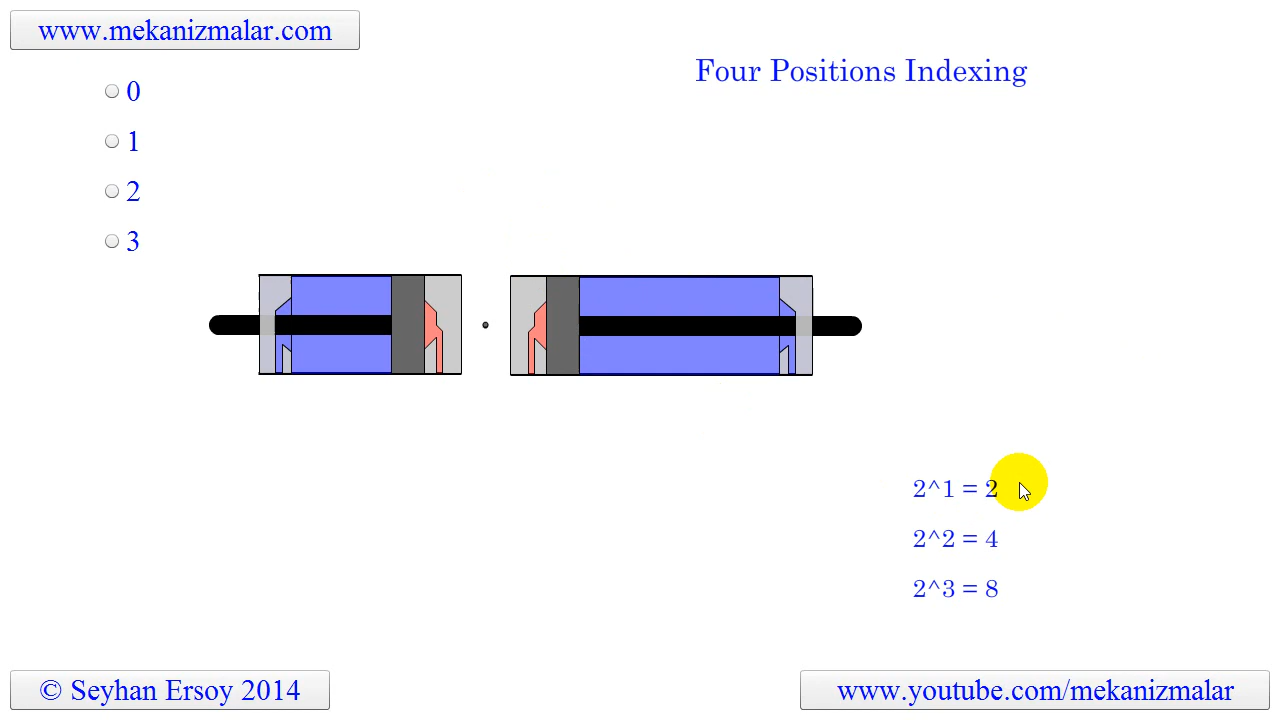 www.mekanizmalar.com
Four Positions Indexing
0
1
2
3
2^1 = 2
2^2 = 4
2^3 = 8
© Seyhan Ersoy 2014
www.youtube.com/mekanizmalar